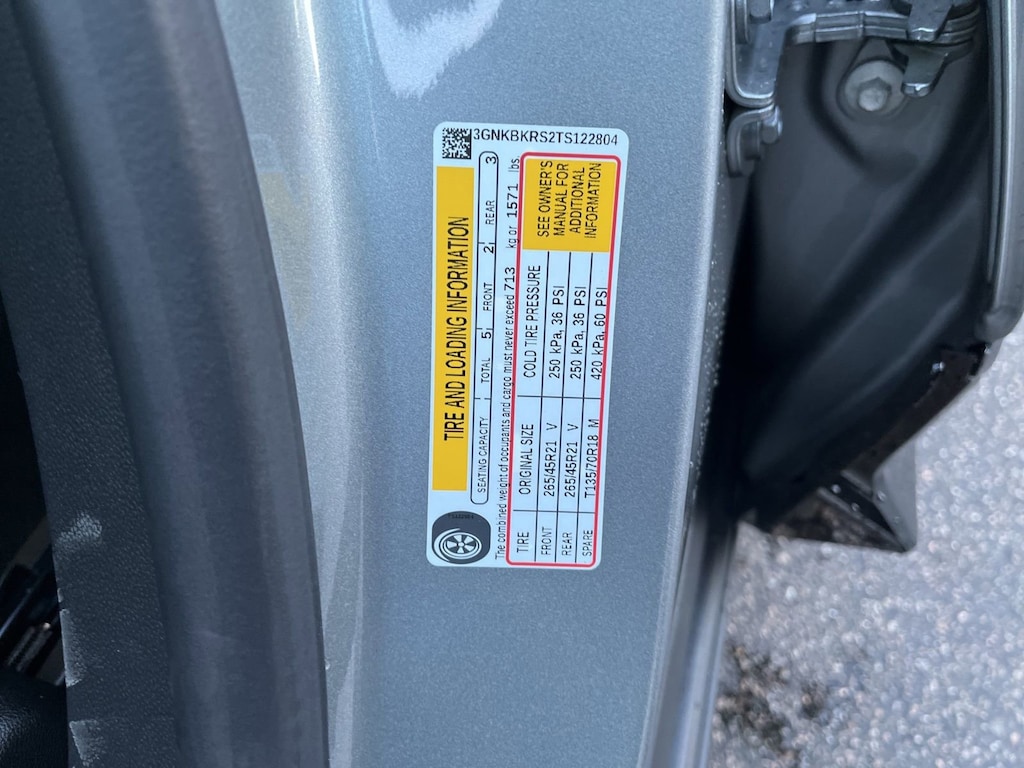 3GNKBKRS2TS122804
TIRE AND LOADING INFORMATION
SEATING CAPACITY TOTAL 5 FRONT 2 REAR 3
The combined weight of occupants and cargo must never exceed 713 kg or 1571 lbs.
TIRE ORIGINAL SIZE COLD TIRE PRESSURE
FRONT 265/45R21 V 250 kPa, 36 PSI
REAR 265/45R21 V 250 kPa, 36 PSI
SPARE T135/70R18 M 420 kPa, 60 PSI
SEE OWNER'S
MANUAL FOR
ADDITIONAL
INFORMATION